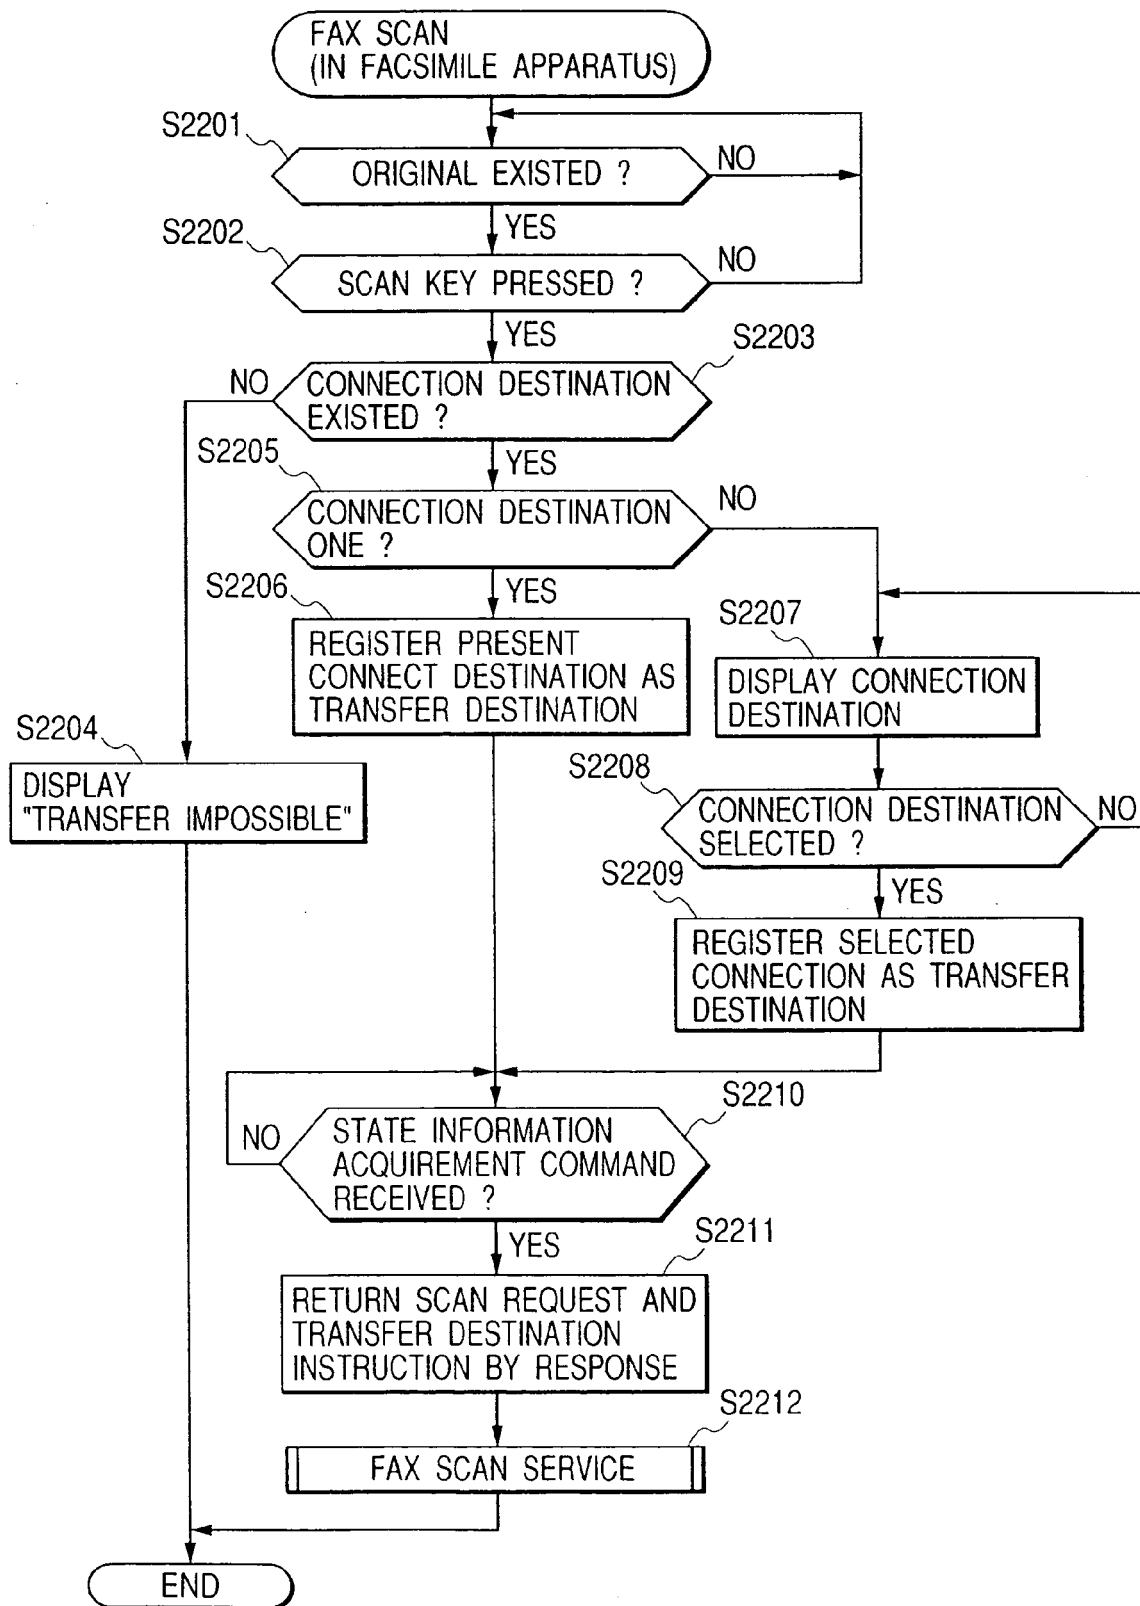 FAX SCAN
(IN FACSIMILE APPARATUS)
S2201
ORIGINAL EXISTED ?
NO
YES
S2202
SCAN KEY PRESSED ?
NO
YES
S2203
CONNECTION DESTINATION
EXISTED ?
NO
YES
S2205
CONNECTION DESTINATION
ONE ?
NO
YES
S2206
REGISTER PRESENT
CONNECT DESTINATION AS
TRANSFER DESTINATION
S2207
DISPLAY CONNECTION
DESTINATION
S2204
DISPLAY
"TRANSFER IMPOSSIBLE"
S2208
CONNECTION DESTINATION
SELECTED ?
NO
YES
S2209
REGISTER SELECTED
CONNECTION AS TRANSFER
DESTINATION
S2210
STATE INFORMATION
ACQUIREMENT COMMAND
RECEIVED ?
NO
YES
S2211
RETURN SCAN REQUEST AND
TRANSFER DESTINATION
INSTRUCTION BY RESPONSE
S2212
FAX SCAN SERVICE
END